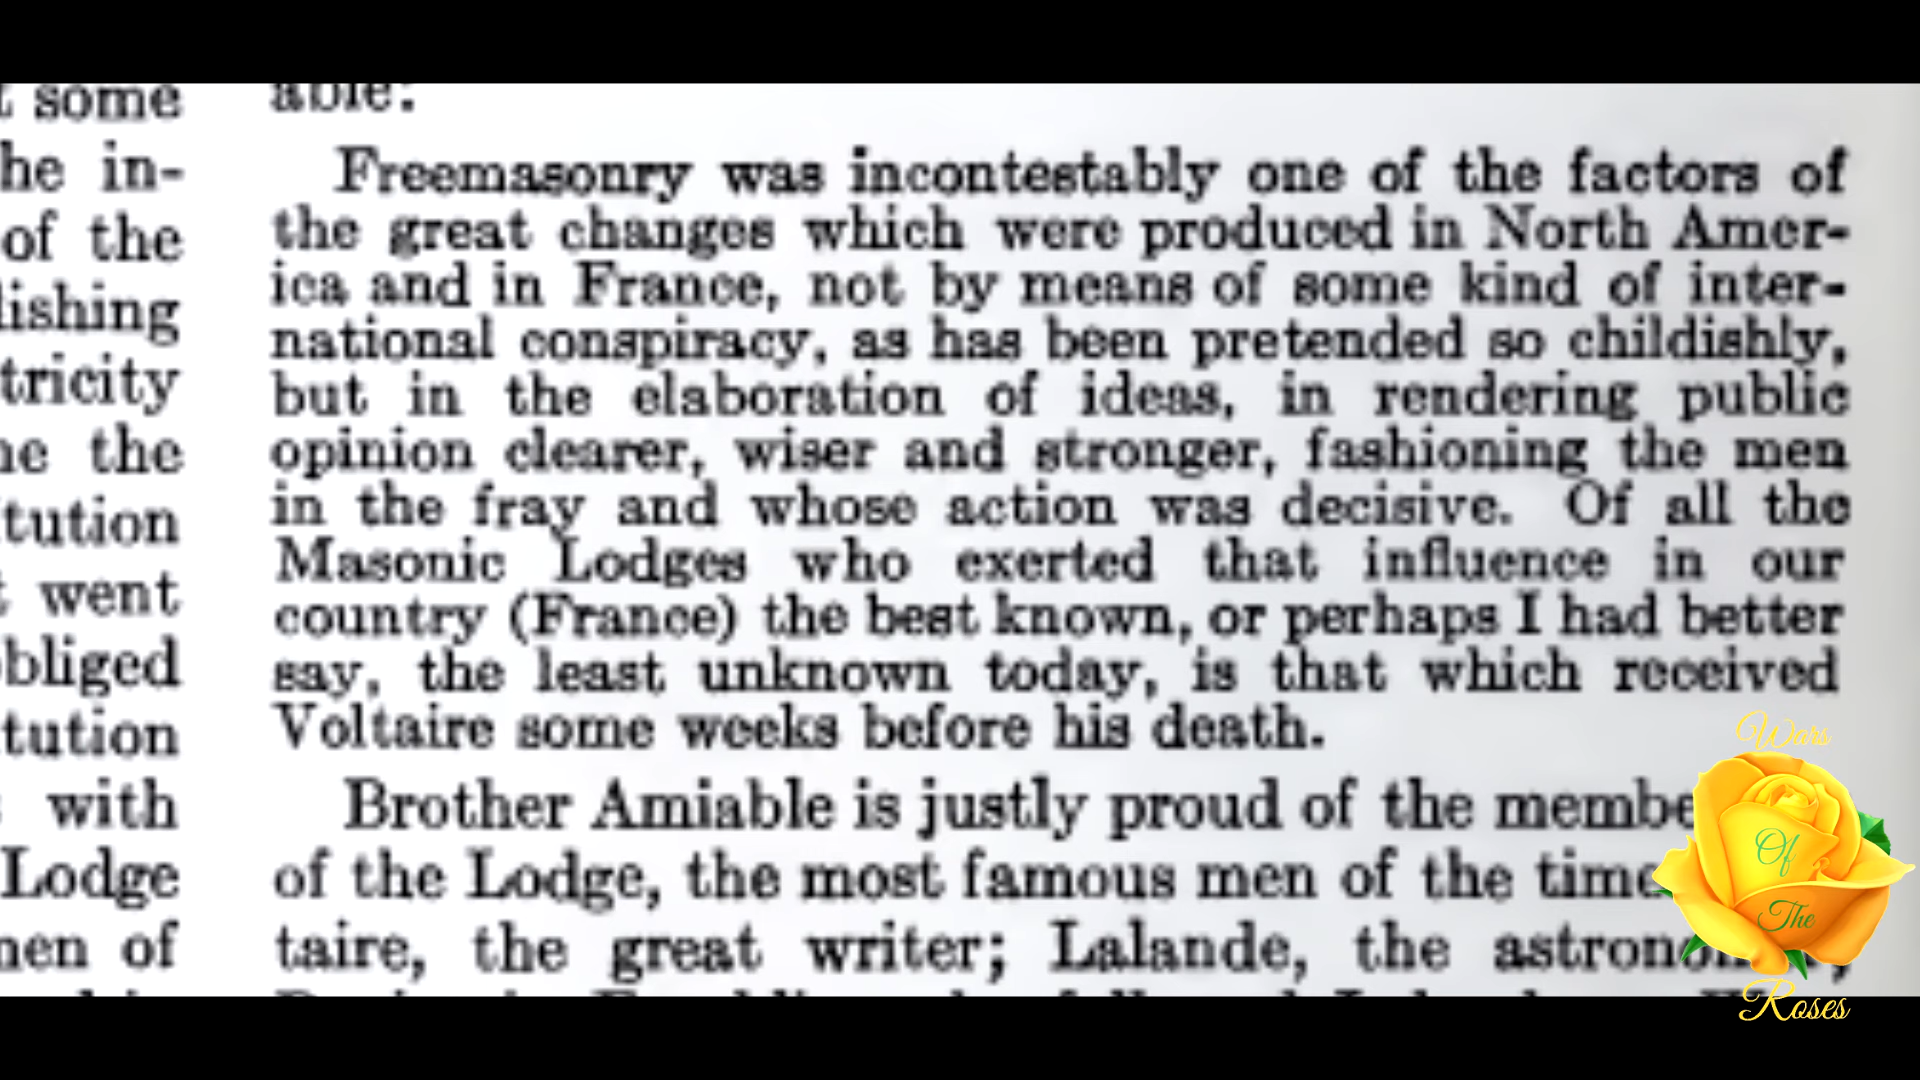 t some
he in-
of the
lishing
tricity
ne the
tution
t went
bliged
tution
with
Lodge
nen of
able:
Freemasonry was incontestably one of the factors of
the great changes which were produced in North Amer-
ica and in France, not by means of some kind of inter-
national conspiracy, as has been pretended so childishly,
but in the elaboration of ideas, in rendering public
opinion clearer, wiser and stronger, fashioning the men
in the fray and whose action was decisive. Of all the
Masonic Lodges who exerted that influence in our
country (France) the best known, or perhaps I had better
say, the least unknown today, is that which received
Voltaire some weeks before his death.
Brother Amiable is justly proud of the membe
of the Lodge, the most famous men of the time
taire, the great writer; Lalande, the astrono
Wars
Of
The
Roses